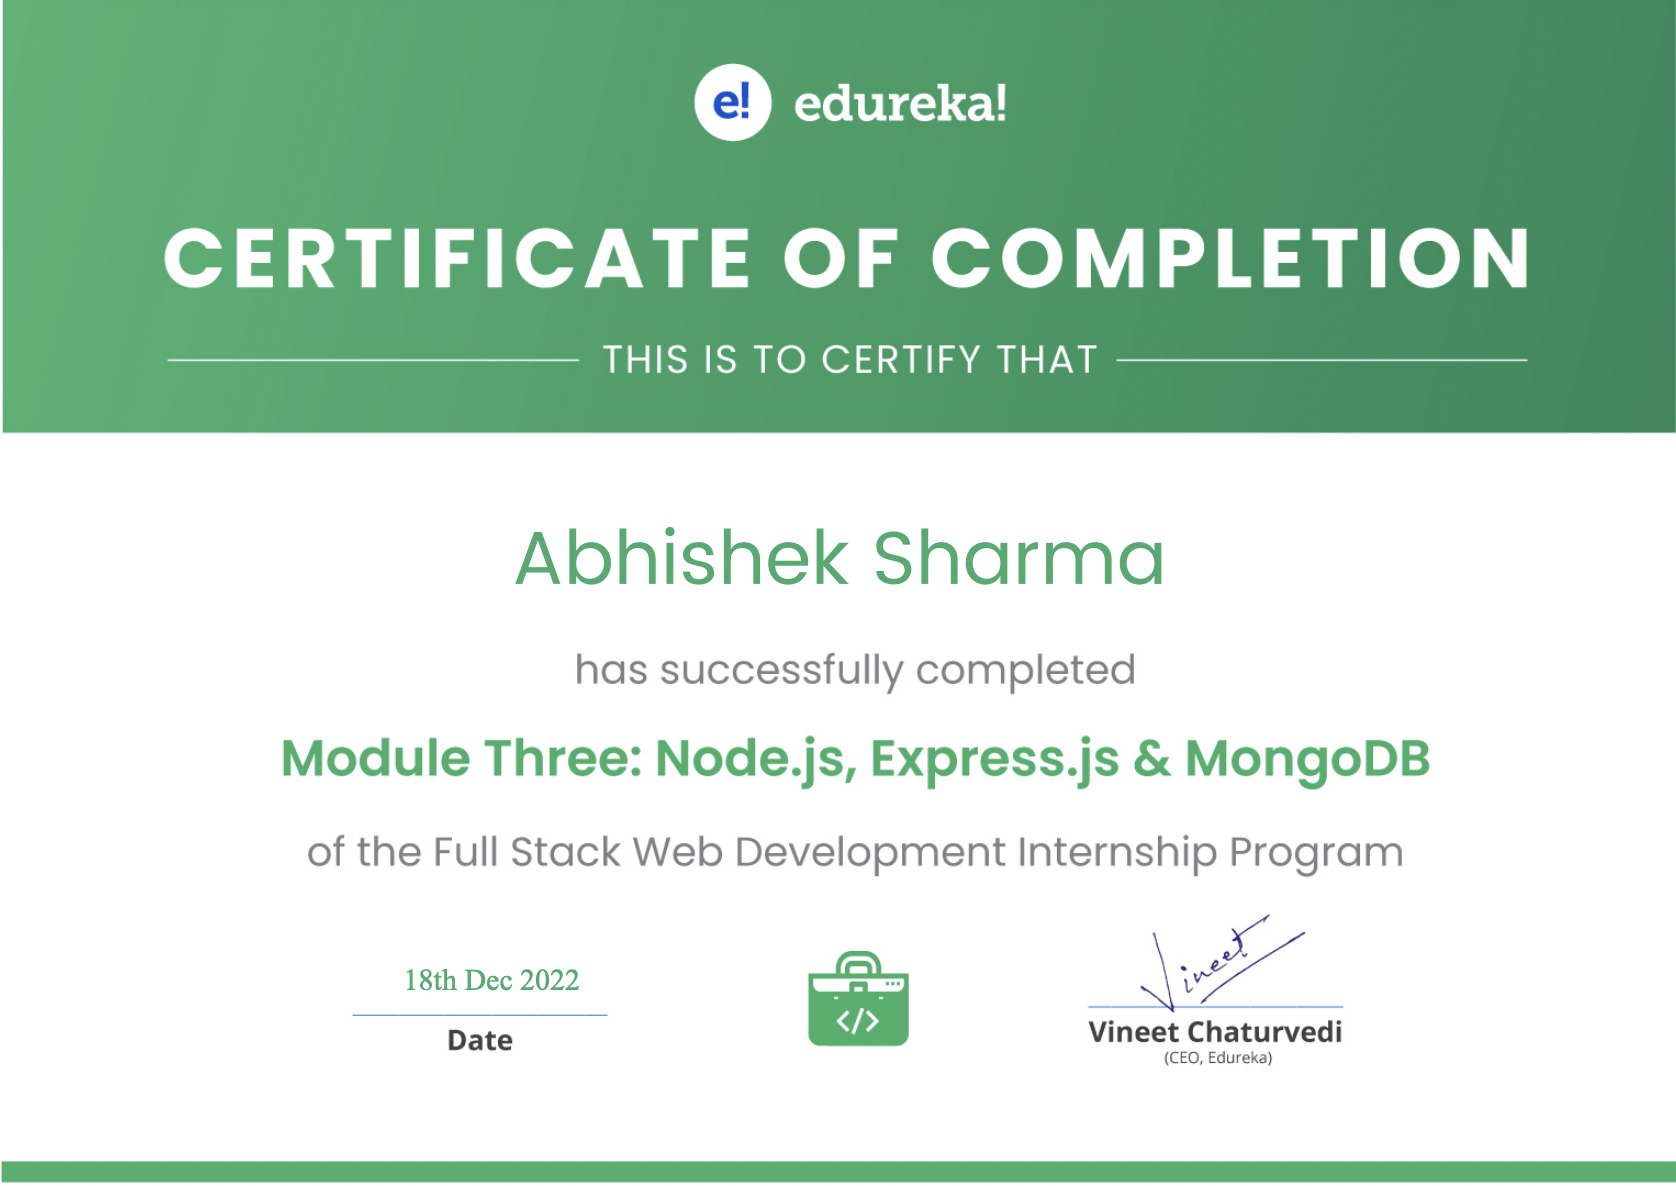 e! edureka!
CERTIFICATE OF COMPLETION
THIS IS TO CERTIFY THAT
Abhishek Sharma
has successfully completed
Module Three: Node.js, Express.js & MongoDB
of the Full Stack Web Development Internship Program
18th Dec 2022
Date
</>
Vineet
Vineet Chaturvedi
(CEO, Edureka)